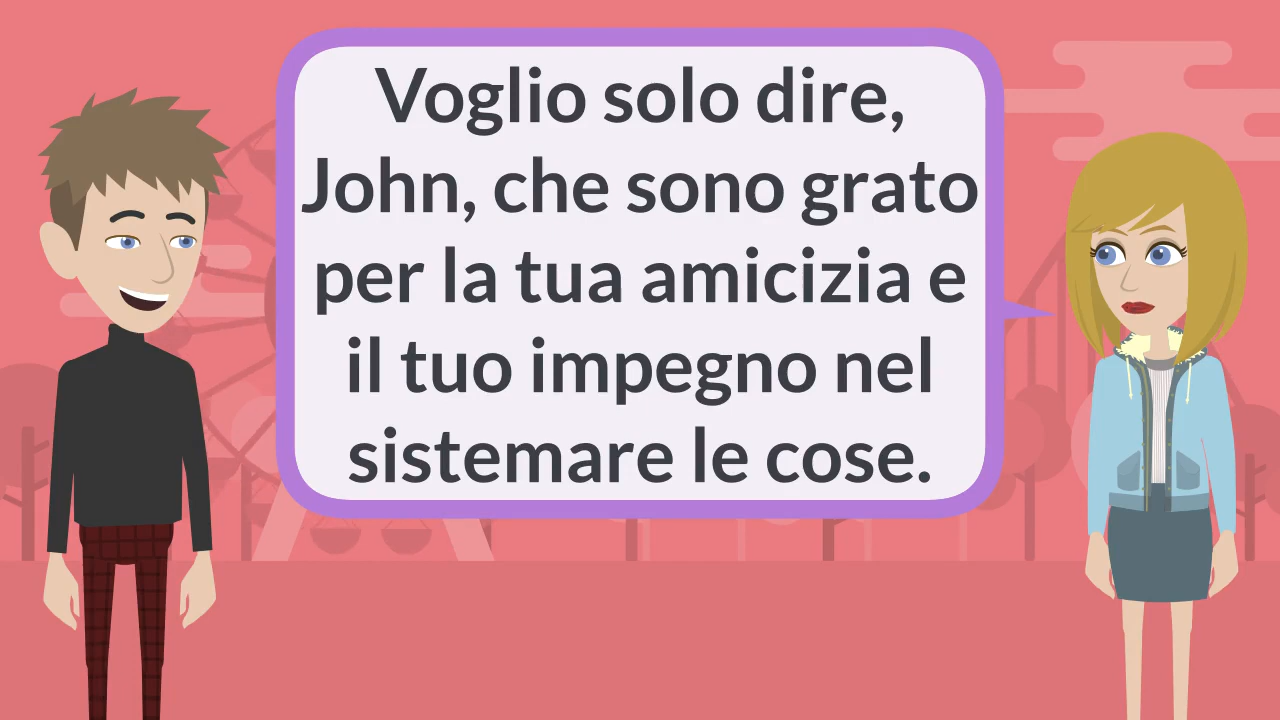 Voglio solo dire,
John, che sono grato
per la tua amicizia e
il tuo impegno nel
sistemare le cose.